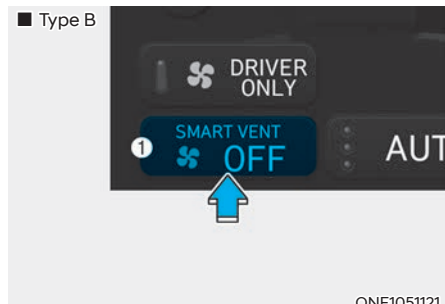 ■ Type B
DRIVER
ONLY
SMART VENT
① OFF
AUT
ONE1051121